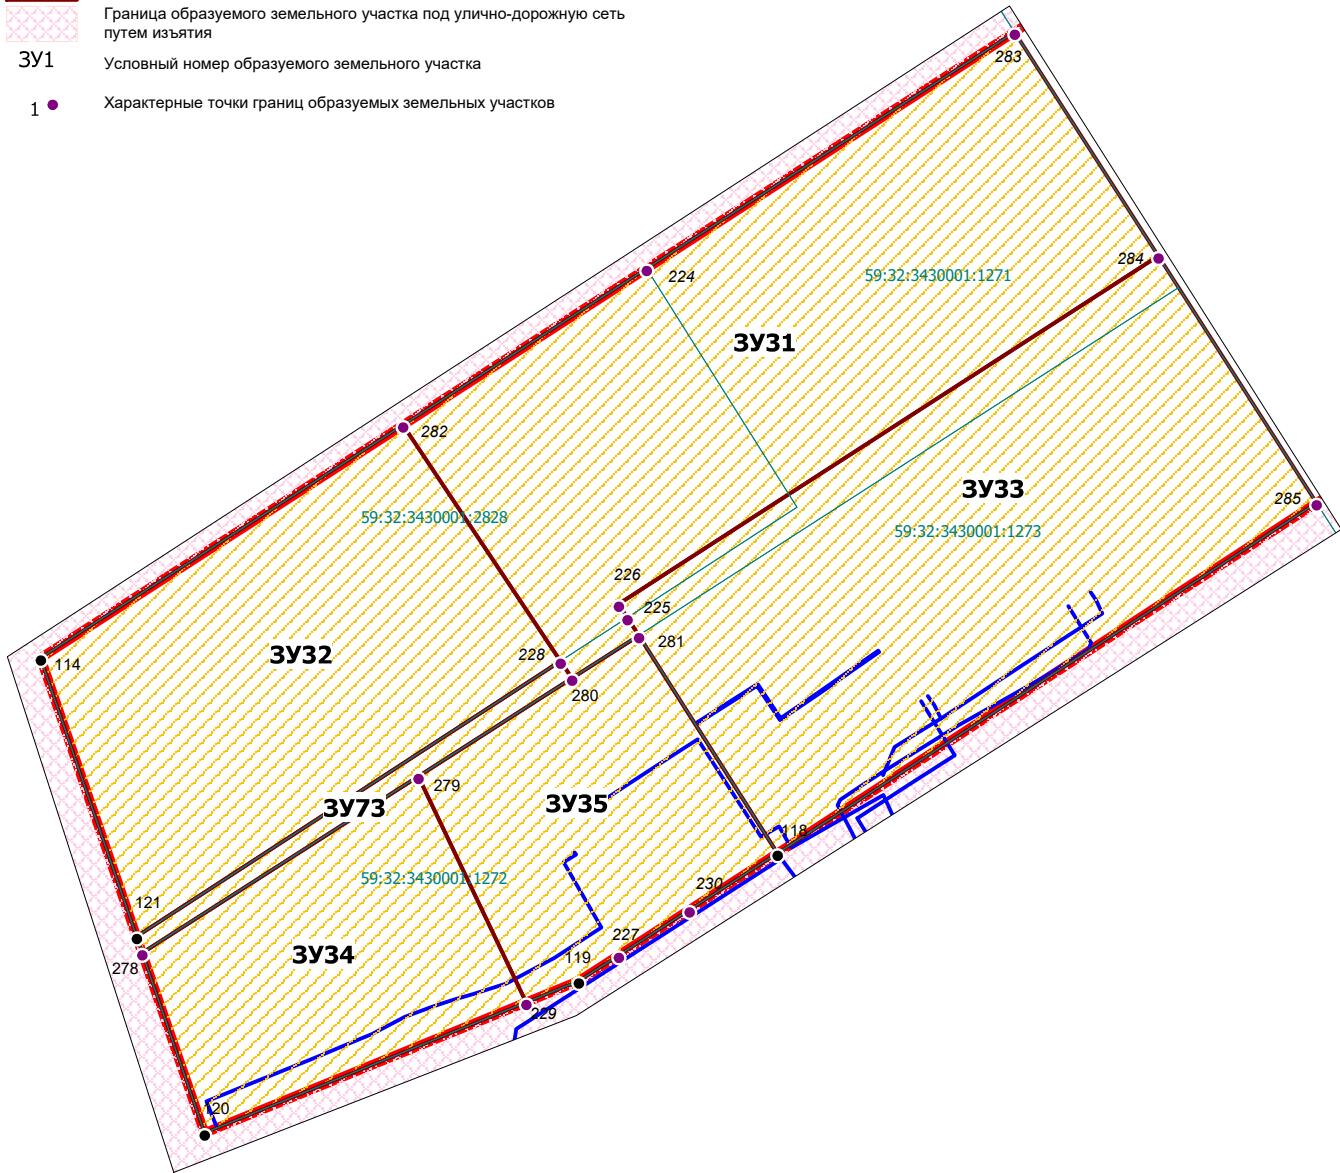 Граница образуемого земельного участка под улично-дорожную сеть
путем изъятия
ЗУ1
Условный номер образуемого земельного участка
1
Характерные точки границ образуемых земельных участков
283
284
224
59:32:3430001:1271
ЗУ31
282
ЗУ33
285
59:32:3430001:2828
59:32:3430001:1273
226
225
281
ЗУ32
228
114
280
279
ЗУ73
ЗУ35
118
59:32:3430001:1272
230
121
227
ЗУ34
119
278
229
120